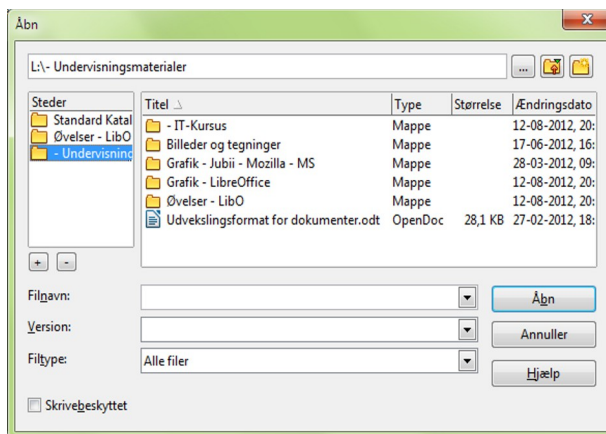 Åbn
L:\- Undervisningsmaterialer
...
Steder
Standard Katal
Øvelser - LibO
- Undervisning
Titel Type Størrelse Ændringsdato
- IT-Kursus Mappe 12-08-2012, 20:
Billeder og tegninger Mappe 17-06-2012, 16:
Grafik - Jubii - Mozilla - MS Mappe 28-03-2012, 09:
Grafik - LibreOffice Mappe 12-08-2012, 20:
Øvelser - LibO Mappe 12-08-2012, 20:
Udvekslingsformat for dokumenter.odt OpenDoc 28,1 KB 27-02-2012, 18:
+ -
Filnavn:
Åbn
Version:
Annuller
Filtype: Alle filer
Hjælp
Skrivebeskyttet